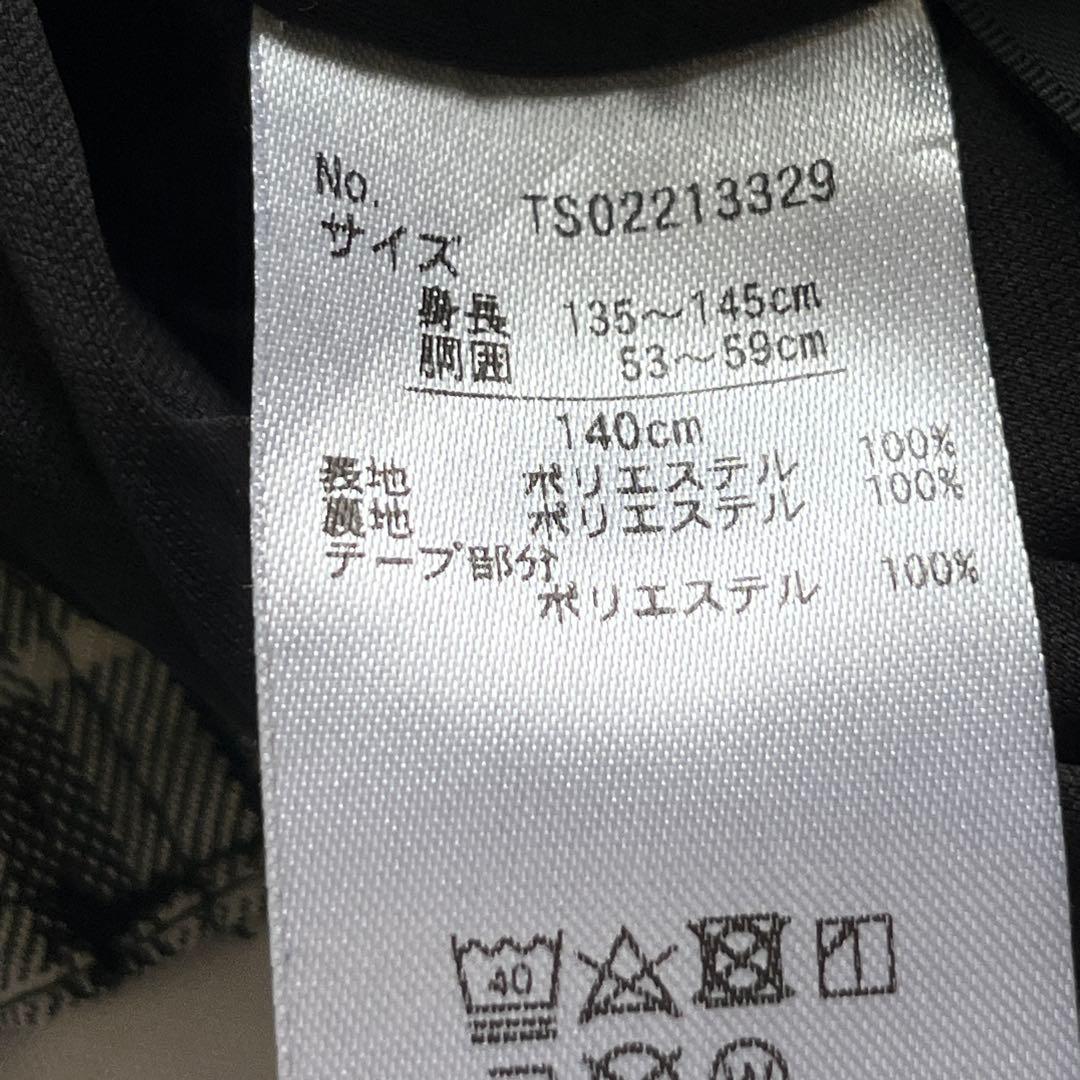 No. TS02213329
サイズ
身長 135～145cm
胴囲 53～59cm
140cm
表地 ポリエステル 100%
裏地 ポリエステル 100%
テープ部分
ポリエステル 100%
40
W